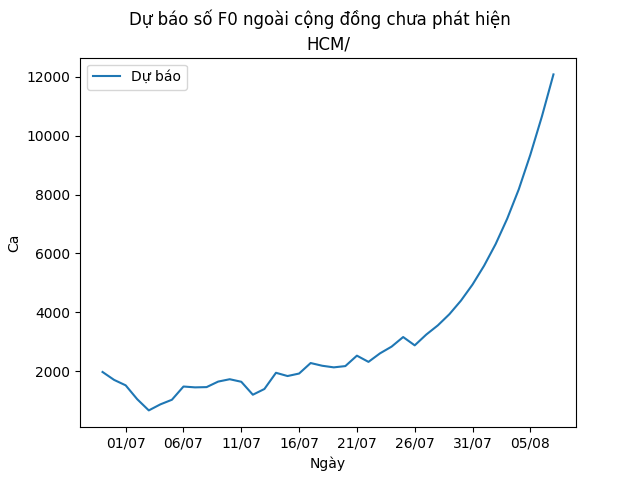 Dự báo số F0 ngoài cộng đồng chưa phát hiện
HCM/
Dự báo
12000
10000
8000
6000
4000
2000
Ca
01/07 06/07 11/07 16/07 21/07 26/07 31/07 05/08
Ngày